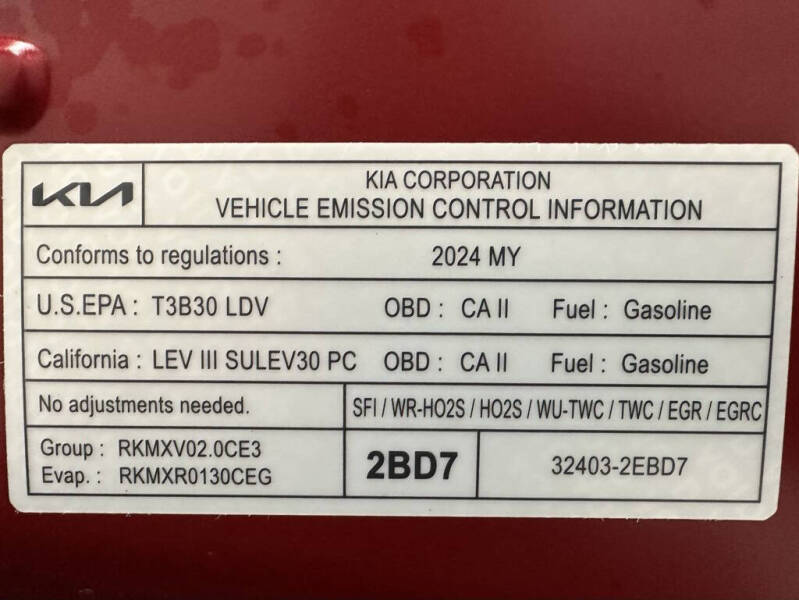 KIA
KIA CORPORATION
VEHICLE EMISSION CONTROL INFORMATION
Conforms to regulations : 2024 MY
U.S.EPA : T3B30 LDV OBD : CA II Fuel : Gasoline
California : LEV III SULEV30 PC OBD : CA II Fuel : Gasoline
No adjustments needed. SFI / WR-HO2S / HO2S / WU-TWC / TWC / EGR / EGRC
Group : RKMXV02.0CE3
Evap. : RKMXR0130CEG
2BD7
32403-2EBD7